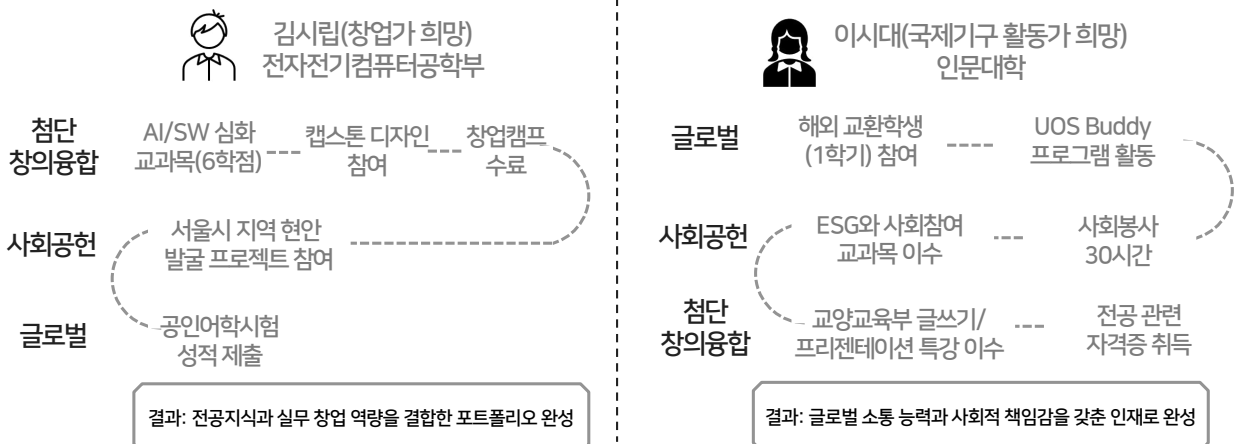 김시립(창업가 희망)
전자전기컴퓨터공학부
첨단
창의융합
AI/SW 심화
교과목(6학점)
캡스톤 디자인
참여
창업캠프
수료
사회공헌
서울시 지역 현안
발굴 프로젝트 참여
글로벌
공인어학시험
성적 제출
결과: 전공지식과 실무 창업 역량을 결합한 포트폴리오 완성
이시대(국제기구 활동가 희망)
인문대학
글로벌
해외 교환학생
(1학기) 참여
UOS Buddy
프로그램 활동
사회공헌
ESG와 사회참여
교과목 이수
사회봉사
30시간
첨단
창의융합
교양교육부 글쓰기/
프리젠테이션 특강 이수
전공 관련
자격증 취득
결과: 글로벌 소통 능력과 사회적 책임감을 갖춘 인재로 완성